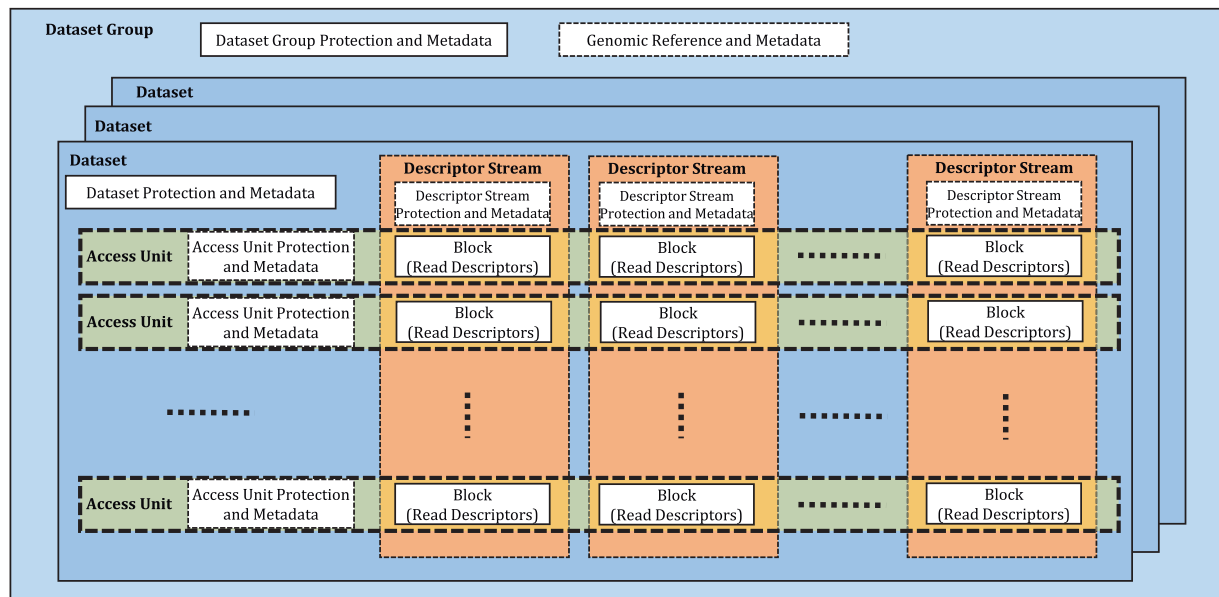 Dataset Group
Dataset Group Protection and Metadata
Genomic Reference and Metadata
Dataset
Dataset
Dataset
Dataset Protection and Metadata
Descriptor Stream
Descriptor Stream
Descriptor Stream
Descriptor Stream
Protection and Metadata
Descriptor Stream
Protection and Metadata
Descriptor Stream
Protection and Metadata
Access Unit
Access Unit Protection
and Metadata
Block
(Read Descriptors)
Block
(Read Descriptors)
Block
(Read Descriptors)
Access Unit
Access Unit Protection
and Metadata
Block
(Read Descriptors)
Block
(Read Descriptors)
Block
(Read Descriptors)
Access Unit
Access Unit Protection
and Metadata
Block
(Read Descriptors)
Block
(Read Descriptors)
Block
(Read Descriptors)